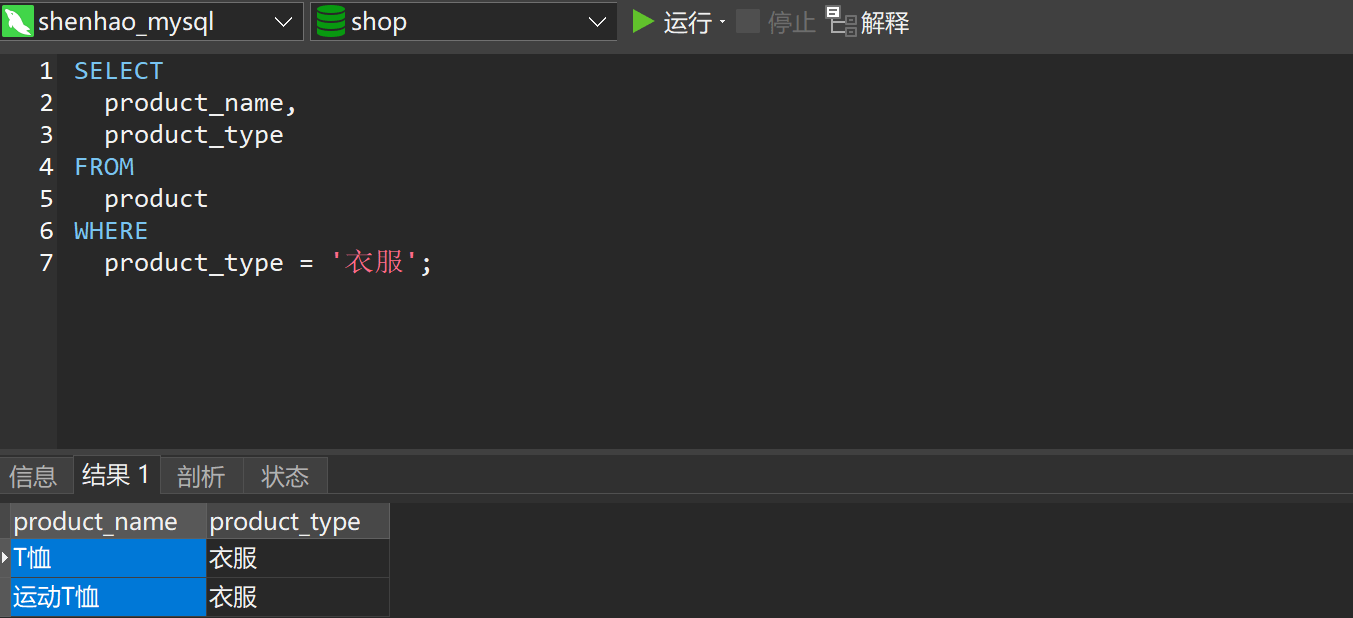 shenhao_mysql shop 运行 停止 解释
1 SELECT
2 product_name,
3 product_type
4 FROM
5 product
6 WHERE
7 product_type = '衣服';
信息 结果 1 剖析 状态
product_name product_type
T恤 衣服
运动T恤 衣服